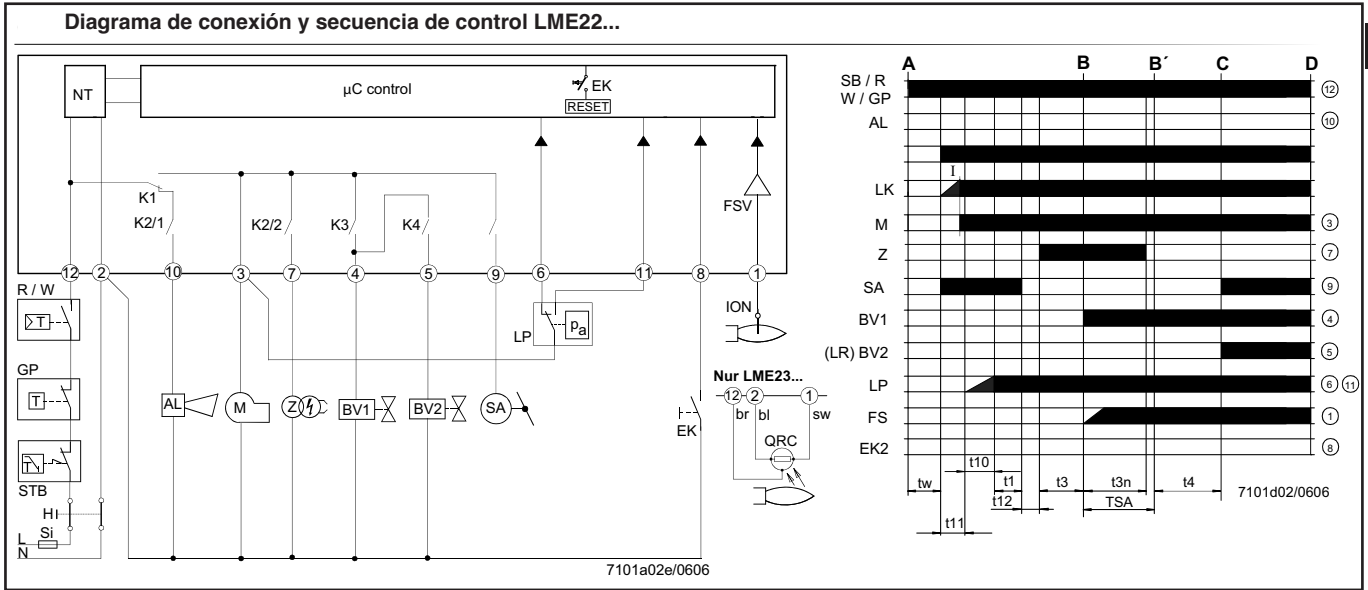 Diagrama de conexión y secuencia de control LME22...
NT
µC control
EK
RESET
FSV
K1
K2/1
K2/2
K3
K4
12 2 10 3 7 4 5 9 6 11 8 1
R / W
T
GP
T
T
STB
H
Si
L
N
AL
M
Z
BV1
BV2
SA
LP
pa
ION
EK
Nur LME23...
12 2 1
br bl sw
QRC
7101a02e/0606
A B B´ C D
SB / R
W / GP
12
AL 10
I
LK
M 3
Z 7
SA 9
BV1 4
(LR) BV2 5
LP 6 11
FS 1
EK2 8
t10
tw t1 t3 t3n t4
t12 TSA
t11
7101d02/0606